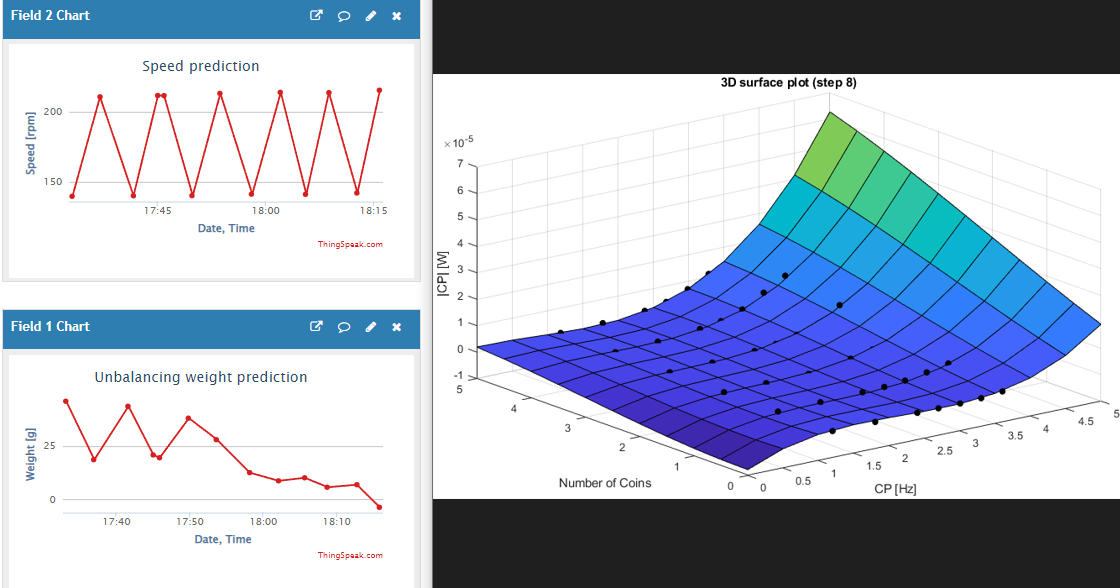 Field 2 Chart
Speed prediction
Speed [rpm]
200
150
17:45 18:00 18:15
Date, Time
ThingSpeak.com
Field 1 Chart
Unbalancing weight prediction
Weight [g]
25
0
17:40 17:50 18:00 18:10
Date, Time
ThingSpeak.com
3D surface plot (step 8)
×10⁻⁵
|CP| [W]
7
6
5
4
3
2
1
0
-1
5
4
3
2
1
0
Number of Coins
0
0.5
1
1.5
2
2.5
3
3.5
4
4.5
5
CP [Hz]